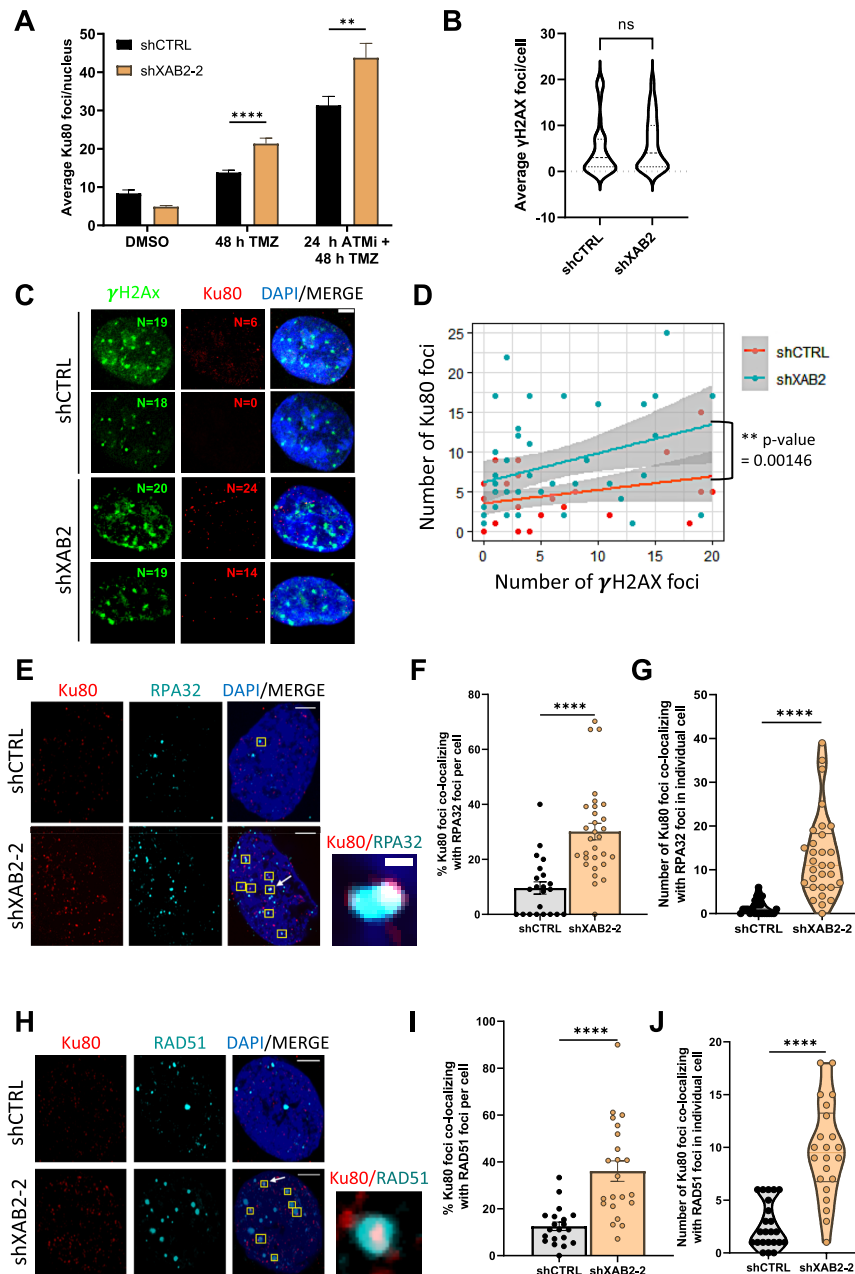 A
Average Ku80 foci/nucleus
50
40
30
20
10
0
shCTRL
shXAB2-2
****
**
DMSO
48 h TMZ
24 h ATMi +
48 h TMZ
B
Average γH2AX foci/cell
30
20
10
0
-10
ns
shCTRL
shXAB2
C
γH2Ax
Ku80
DAPI/MERGE
shCTRL
N=19
N=6
N=18
N=0
shXAB2
N=20
N=24
N=19
N=14
D
Number of Ku80 foci
25
20
15
10
5
0
0
5
10
15
20
Number of γH2AX foci
shCTRL
shXAB2
** p-value
= 0.00146
E
Ku80
RPA32
DAPI/MERGE
shCTRL
shXAB2-2
Ku80/RPA32
F
% Ku80 foci co-localizing
with RPA32 foci per cell
80
60
40
20
0
****
shCTRL
shXAB2-2
G
Number of Ku80 foci co-localizing
with RPA32 foci in individual cell
50
40
30
20
10
0
****
shCTRL
shXAB2-2
H
Ku80
RAD51
DAPI/MERGE
shCTRL
shXAB2-2
Ku80/RAD51
I
% Ku80 foci co-localizing
with RAD51 foci per cell
100
80
60
40
20
0
****
shCTRL
shXAB2-2
J
Number of Ku80 foci co-localizing
with RAD51 foci in individual cell
20
15
10
5
0
****
shCTRL
shXAB2-2